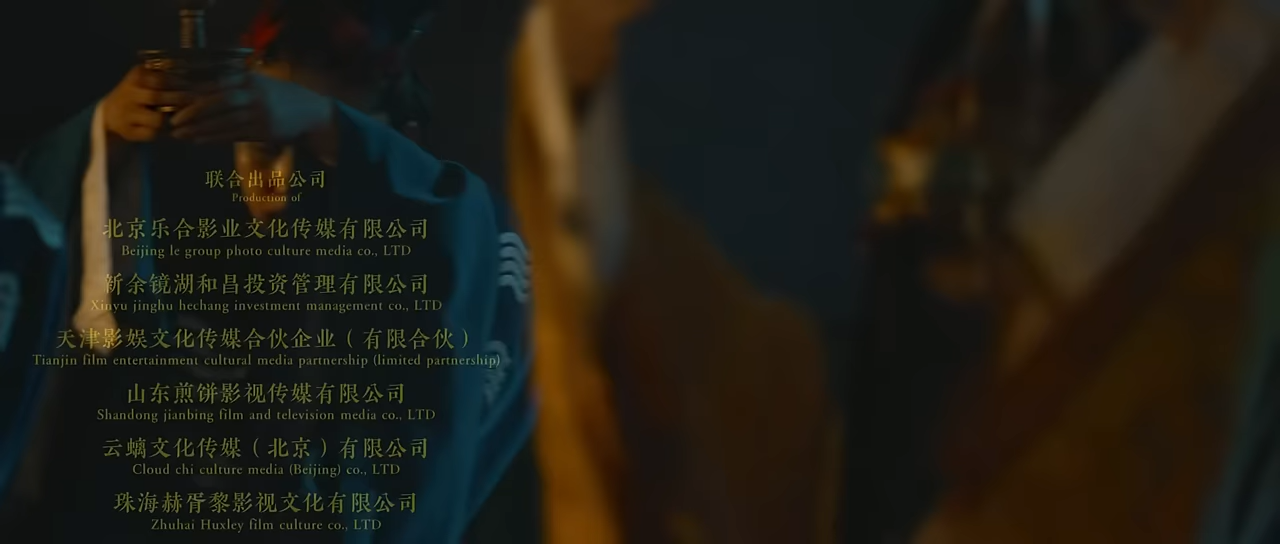 联合出品公司
Production of
北京乐合影业文化传媒有限公司
Beijing le group photo culture media co., LTD
新余镜湖和昌投资管理有限公司
Xinyu jinghu hechang investment management co., LTD
天津影娱文化传媒合伙企业（有限合伙）
Tianjin film entertainment cultural media partnership (limited partnership)
山东煎饼影视传媒有限公司
Shandong jianbing film and television media co., LTD
云螭文化传媒（北京）有限公司
Cloud chi culture media (Beijing) co., LTD
珠海赫胥黎影视文化有限公司
Zhuhai Huxley film culture co., LTD